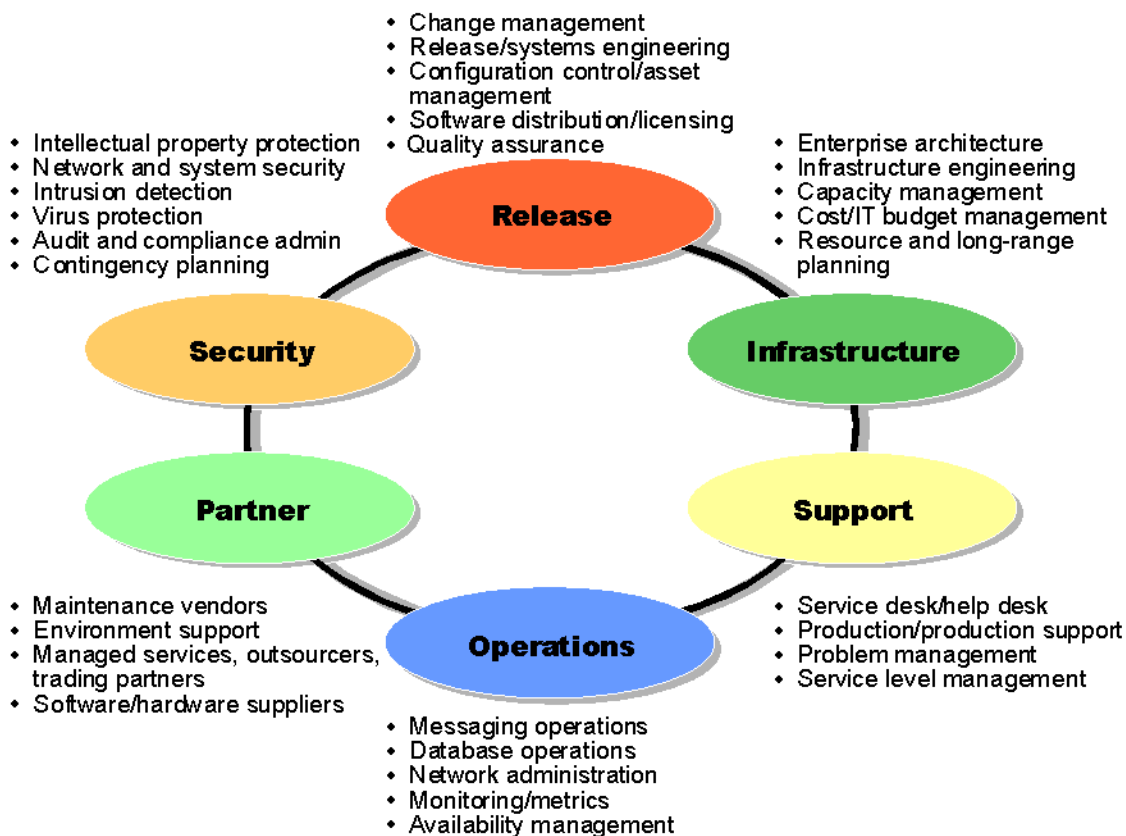 • Change management
• Release/systems engineering
• Configuration control/asset
management
• Software distribution/licensing
• Quality assurance
Release
• Intellectual property protection
• Network and system security
• Intrusion detection
• Virus protection
• Audit and compliance admin
• Contingency planning
Security
• Enterprise architecture
• Infrastructure engineering
• Capacity management
• Cost/IT budget management
• Resource and long-range
planning
Infrastructure
Partner
• Maintenance vendors
• Environment support
• Managed services, outsourcers,
trading partners
• Software/hardware suppliers
Support
• Service desk/help desk
• Production/production support
• Problem management
• Service level management
Operations
• Messaging operations
• Database operations
• Network administration
• Monitoring/metrics
• Availability management